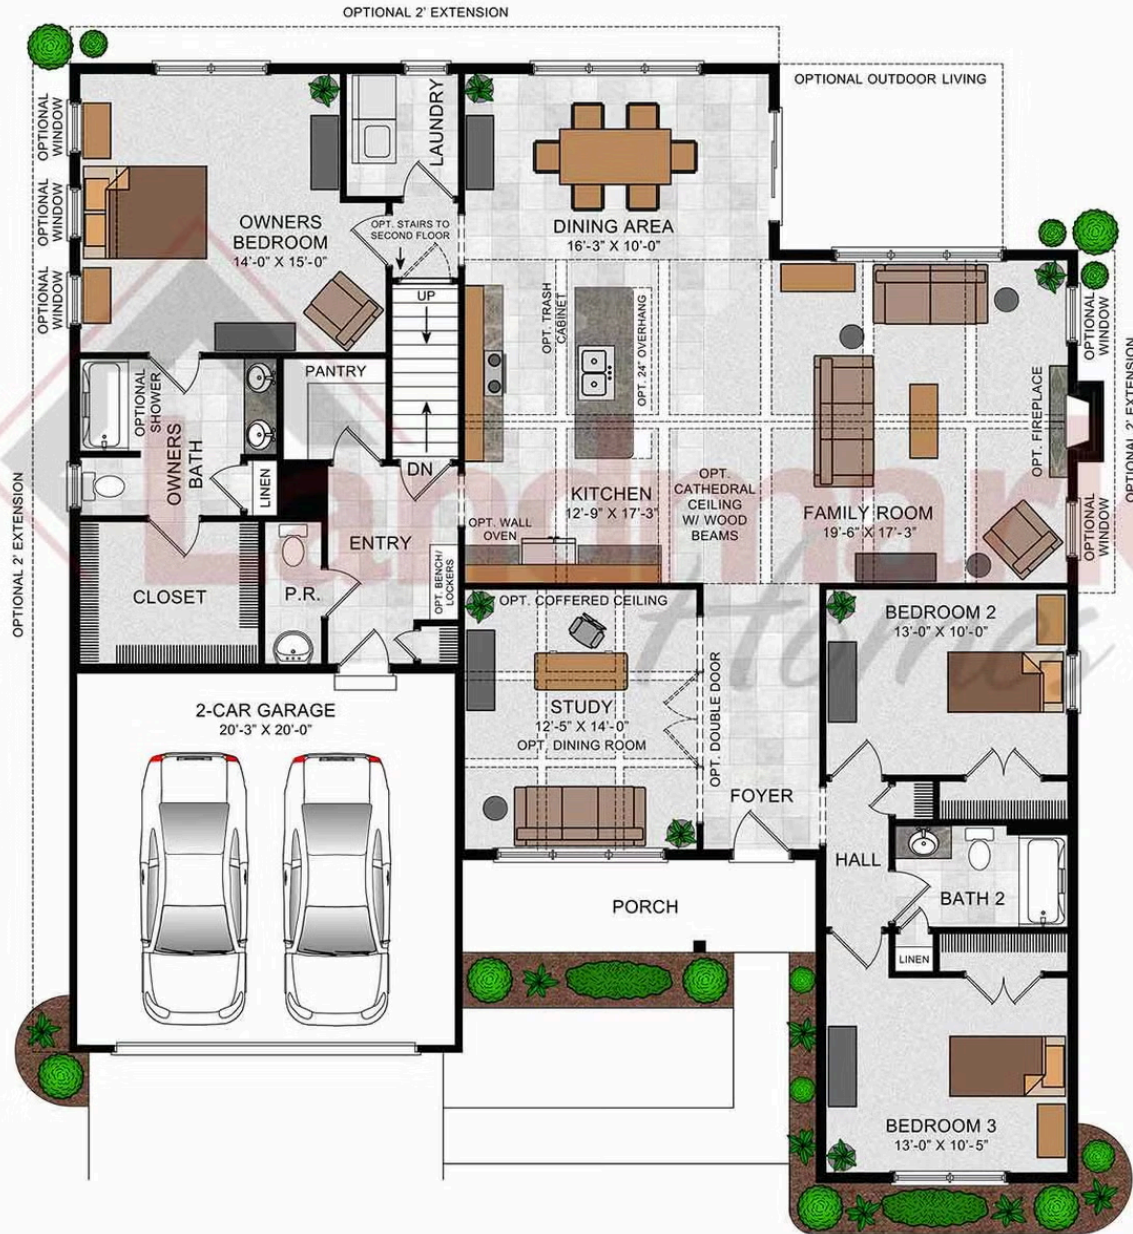 OPTIONAL 2' EXTENSION
OPTIONAL OUTDOOR LIVING
OPTIONAL
WINDOW
OPTIONAL
WINDOW
OPTIONAL
WINDOW
OWNERS
BEDROOM
14'-0" X 15'-0"
LAUNDRY
OPT. STAIRS TO
SECOND FLOOR
DINING AREA
16'-3" X 10'-0"
UP
DN
OPT. TRASH
CABINET
OPT. 24" OVERHANG
OPTIONAL
WINDOW
OPTIONAL 2' EXTENSION
OPT. FIREPLACE
OPTIONAL
WINDOW
PANTRY
OPTIONAL
SHOWER
OWNERS
BATH
LINEN
OPTIONAL 2' EXTENSION
KITCHEN
12'-9" X 17'-3"
OPT.
CATHEDRAL
CEILING
W/ WOOD
BEAMS
FAMILY ROOM
19'-6" X 17'-3"
OPT. WALL
OVEN
ENTRY
OPT. BENCH/
LOCKERS
CLOSET
P.R.
OPT. COFFERED CEILING
BEDROOM 2
13'-0" X 10'-0"
Landmark
Homes
2-CAR GARAGE
20'-3" X 20'-0"
STUDY
12'-5" X 14'-0"
OPT. DINING ROOM
OPT. DOUBLE DOOR
FOYER
HALL
BATH 2
PORCH
LINEN
BEDROOM 3
13'-0" X 10'-5"